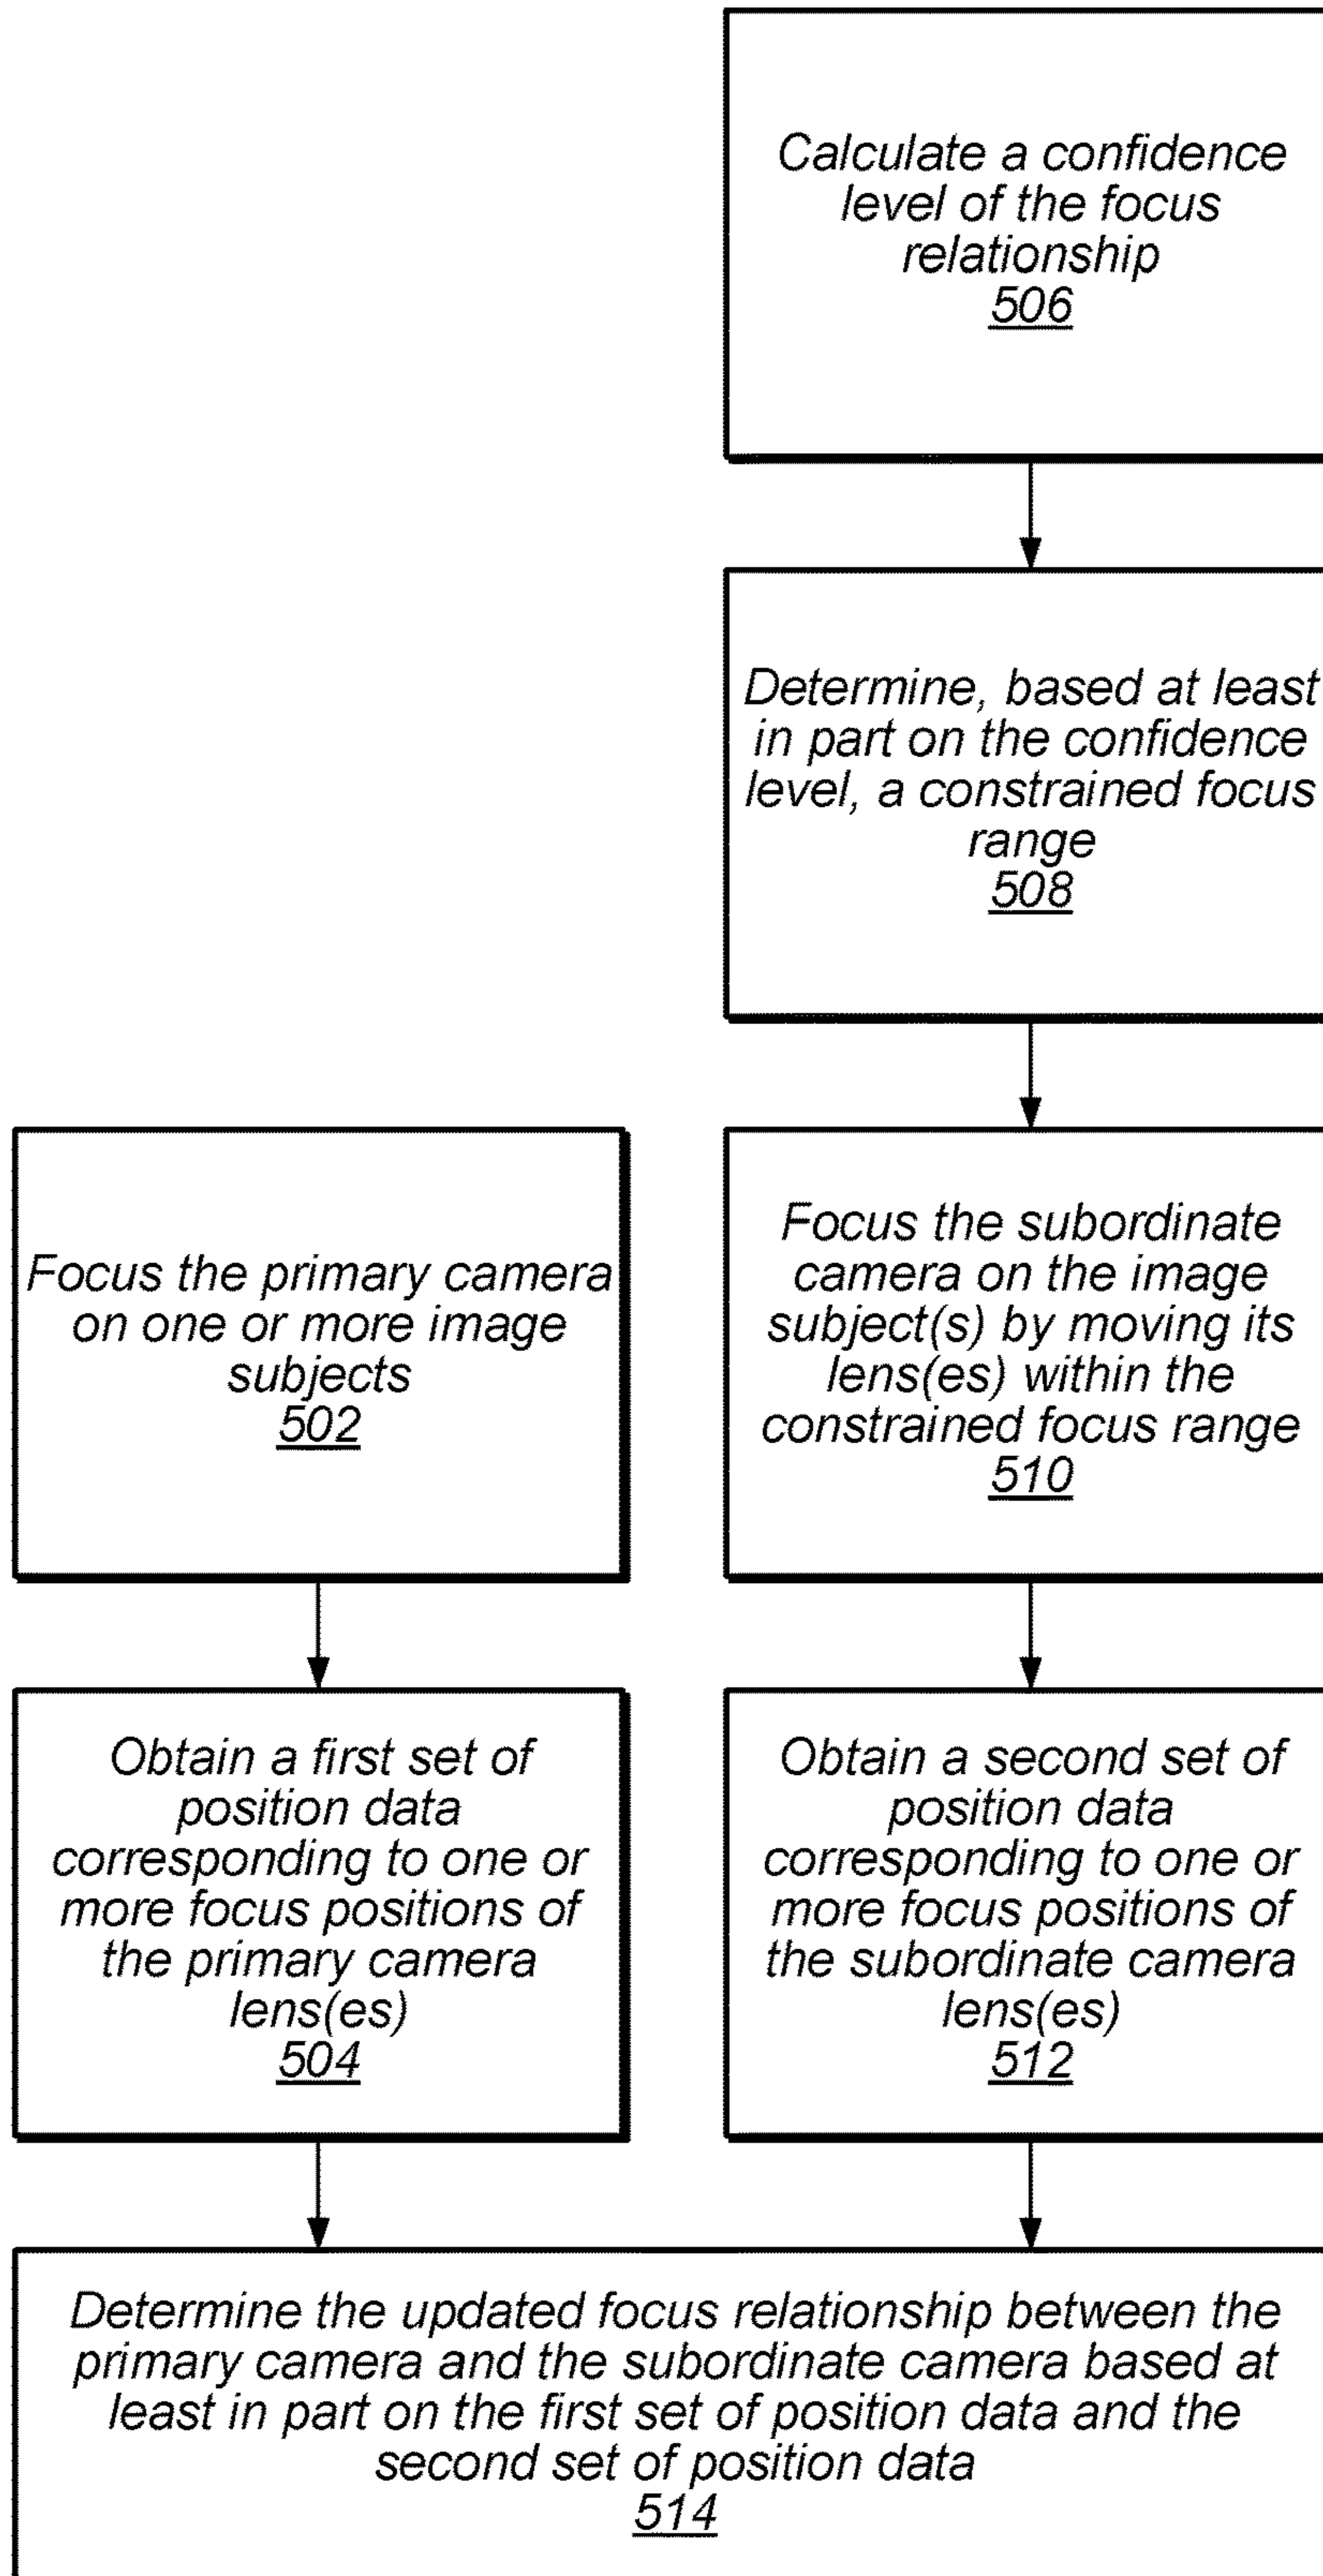 Calculate a confidence
level of the focus
relationship
506
Determine, based at least
in part on the confidence
level, a constrained focus
range
508
Focus the primary camera
on one or more image
subjects
502
Focus the subordinate
camera on the image
subject(s) by moving its
lens(es) within the
constrained focus range
510
Obtain a first set of
position data
corresponding to one or
more focus positions of
the primary camera
lens(es)
504
Obtain a second set of
position data
corresponding to one or
more focus positions of
the subordinate camera
lens(es)
512
Determine the updated focus relationship between the
primary camera and the subordinate camera based at
least in part on the first set of position data and the
second set of position data
514